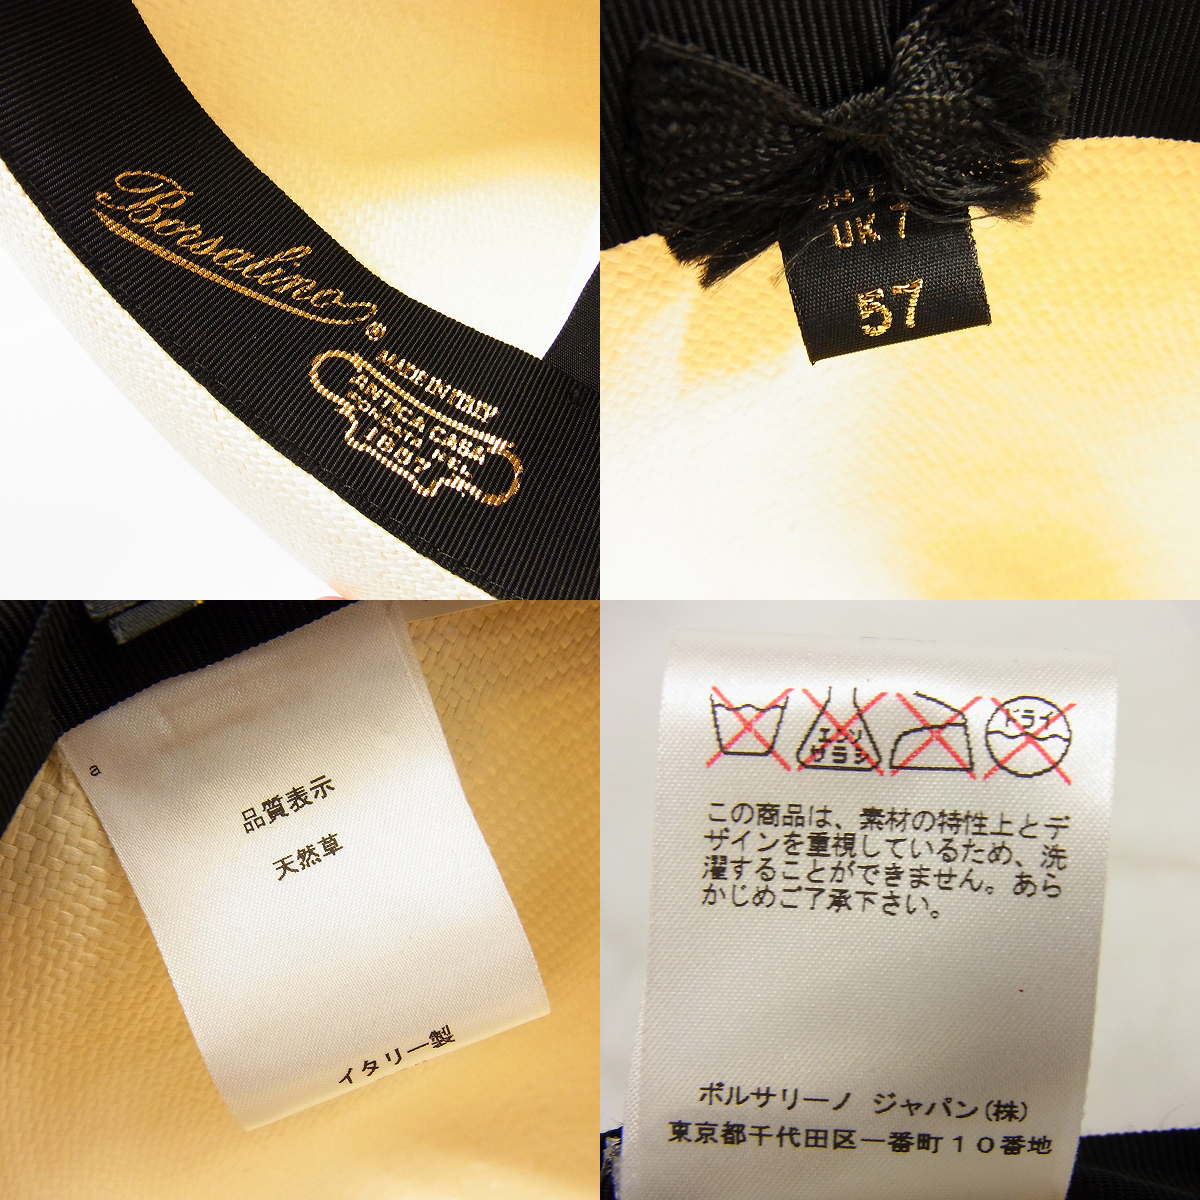 Borsalino
®
MADE IN ITALY
ANTICA CASA
FONDATA NEL
1857
UK 7
57
a
品質表示
天然草
イタリー製
エンソ
サラシ
ドライ
この商品は、素材の特性上とデ
ザインを重視しているため、洗
濯することができません。あら
かじめご了承下さい。
ボルサリーノ ジャパン(株)
東京都千代田区一番町10番地